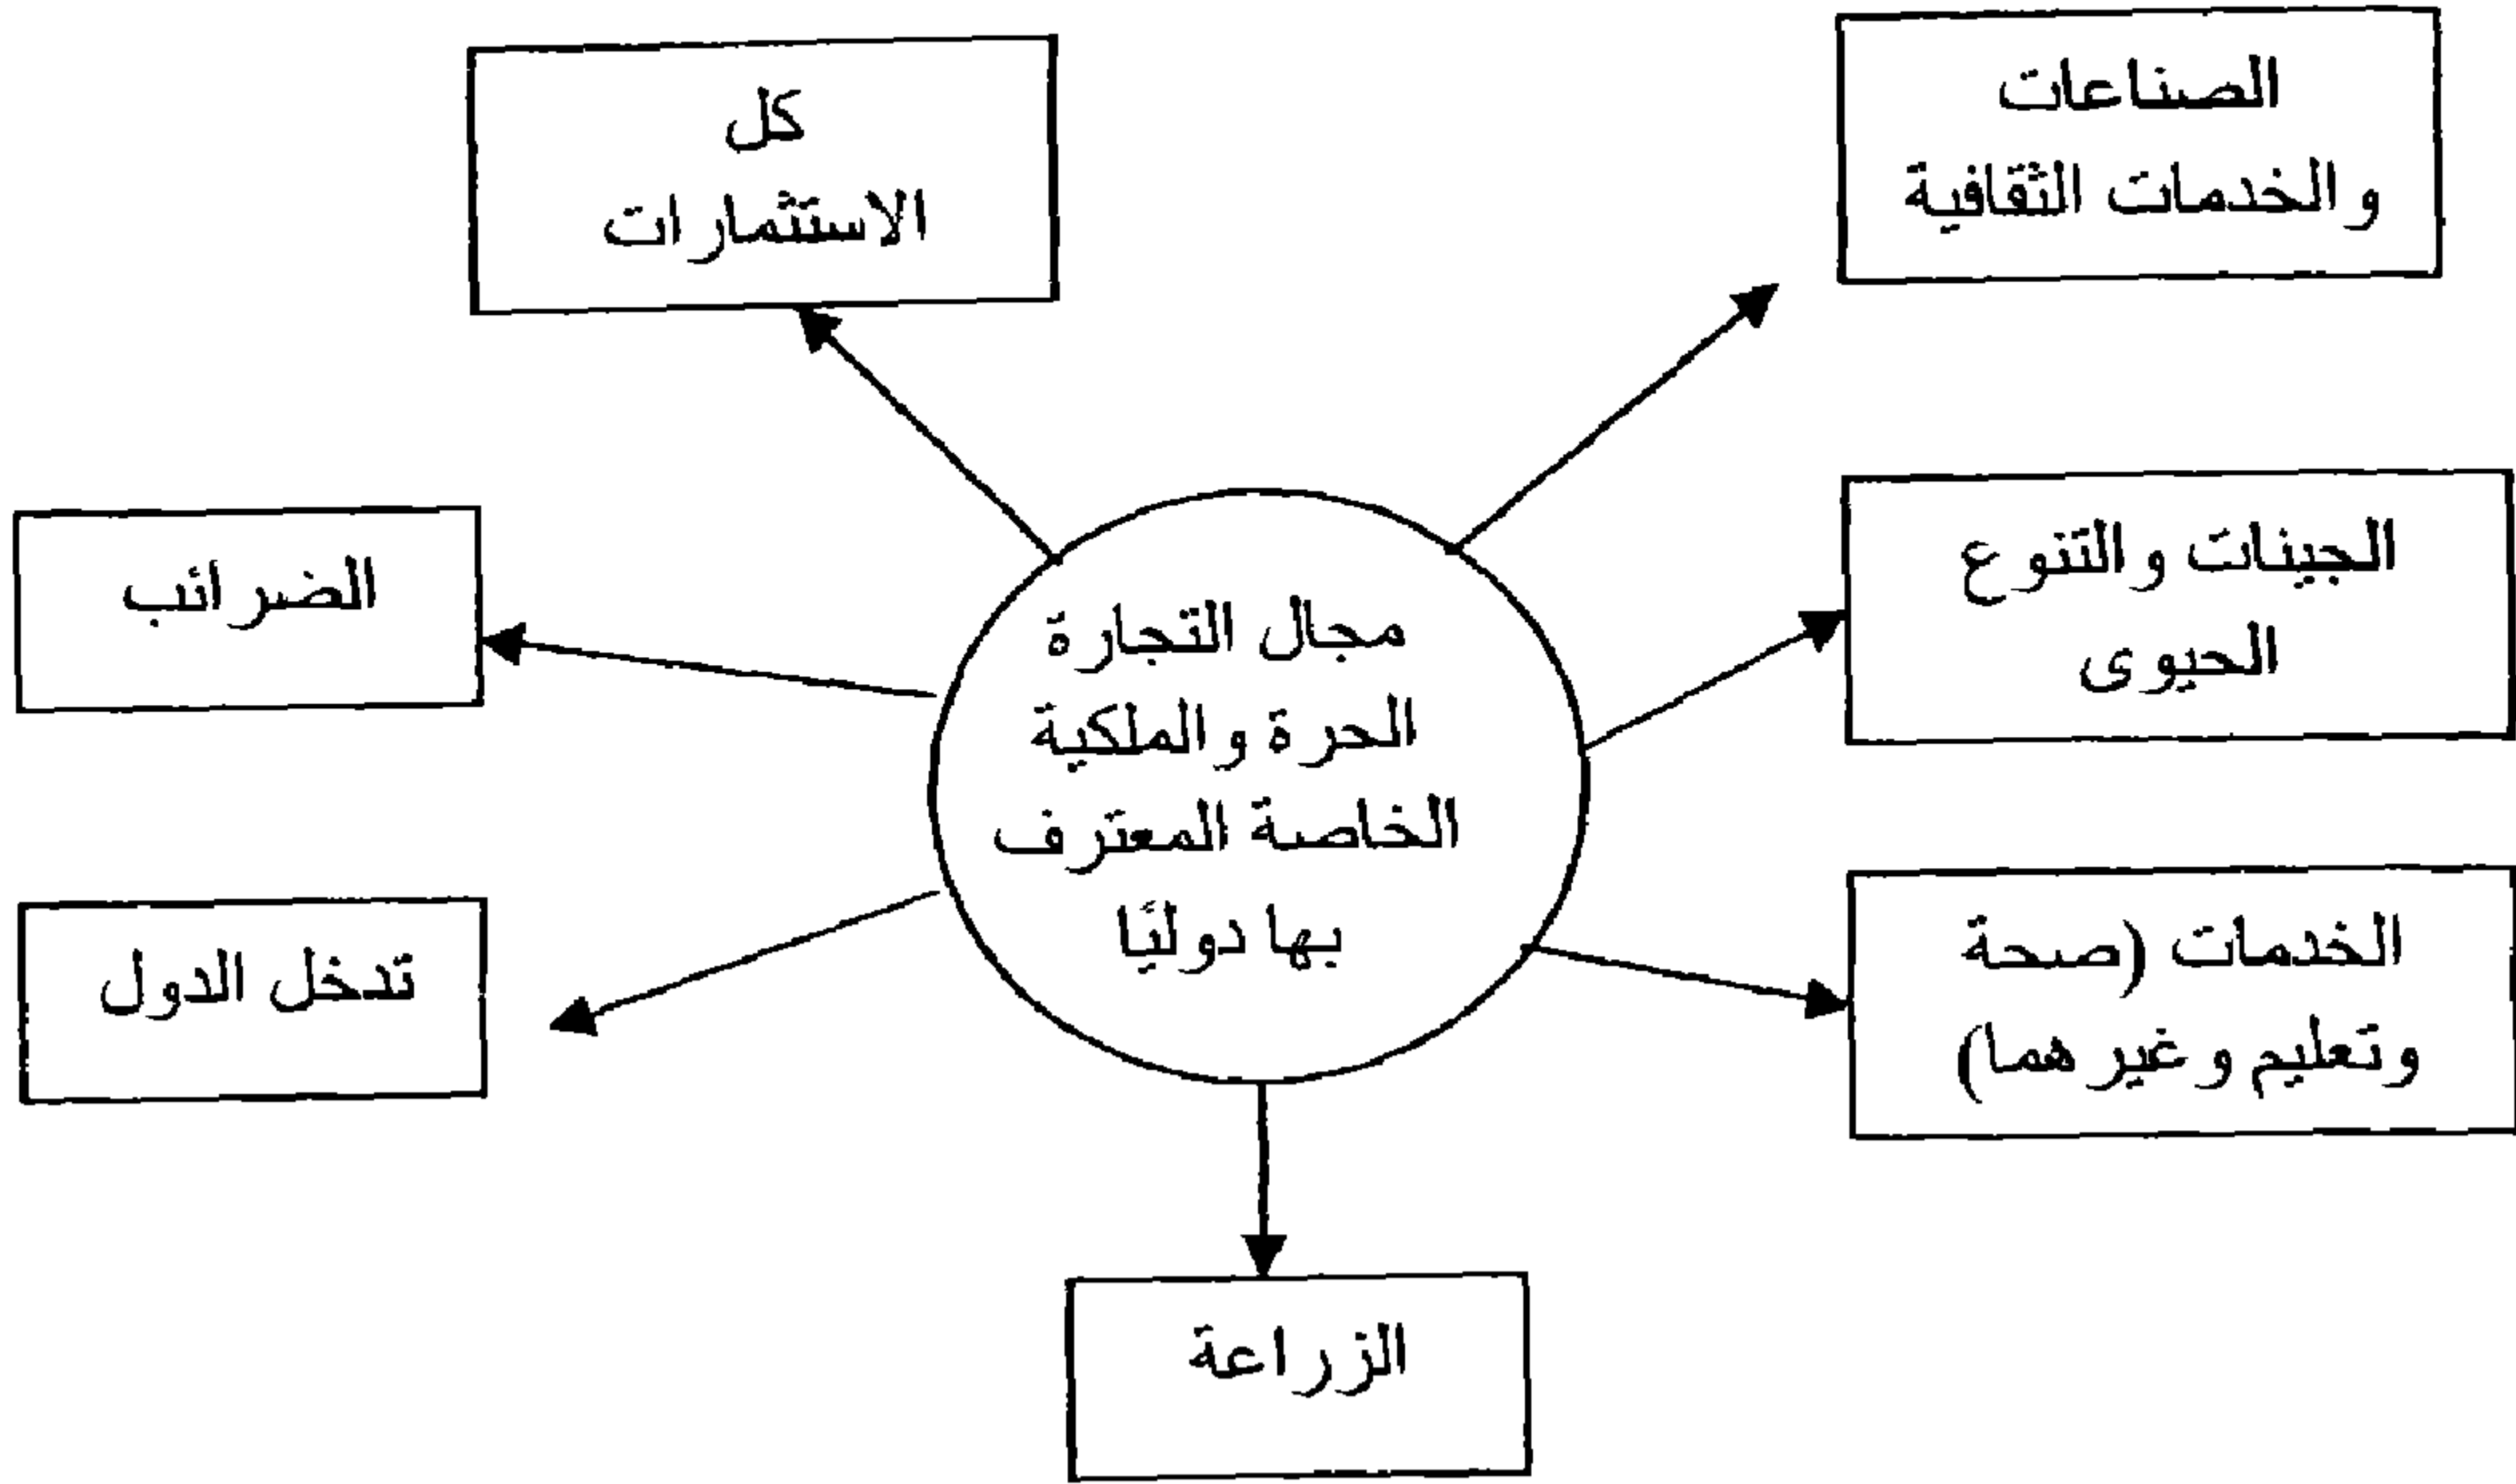 الصناعات
والخدمات الثقافية
كل
الاستثمارات
الجينات والتنوع
الحيوى
الضرائب
مجال التجارة
الحرة والملكية
الخاصة المعترف
بها دوليًا
الخدمات (صحة
وتعليم وغيرهما)
تدخل الدول
الزراعة